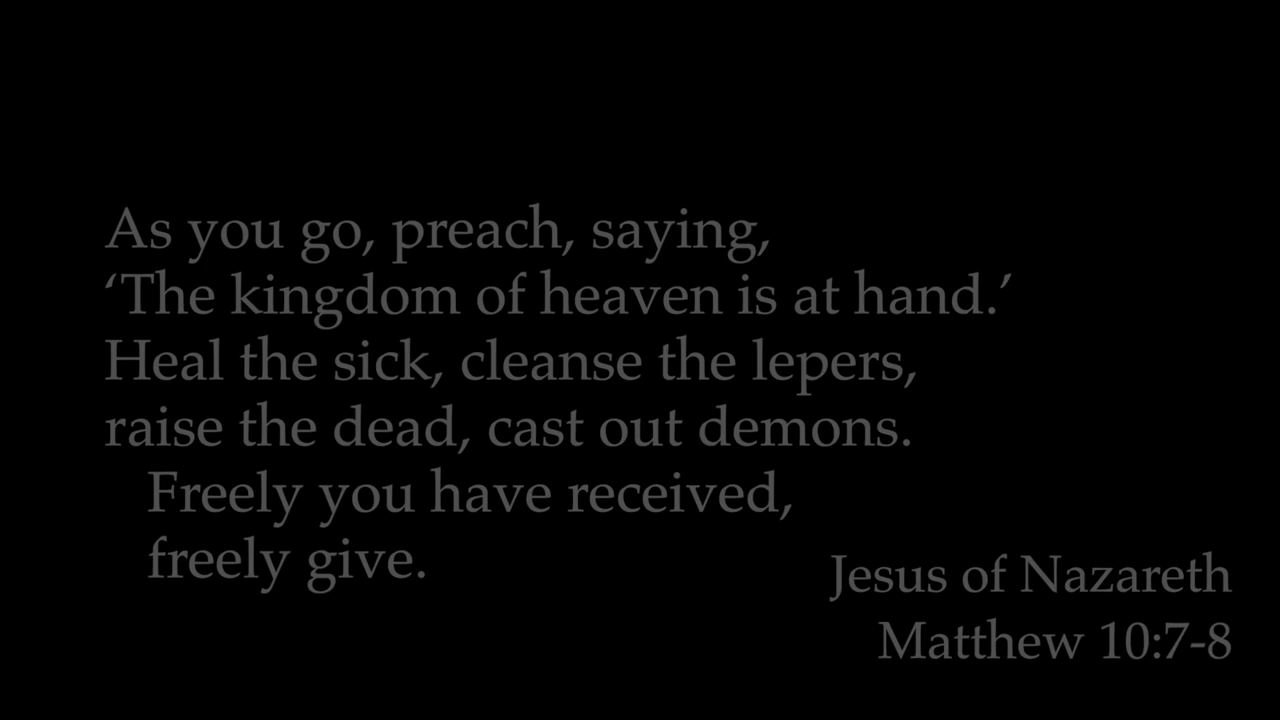 As you go, preach, saying,
‘The kingdom of heaven is at hand.’
Heal the sick, cleanse the lepers,
raise the dead, cast out demons.
Freely you have received,
freely give.
Jesus of Nazareth
Matthew 10:7-8